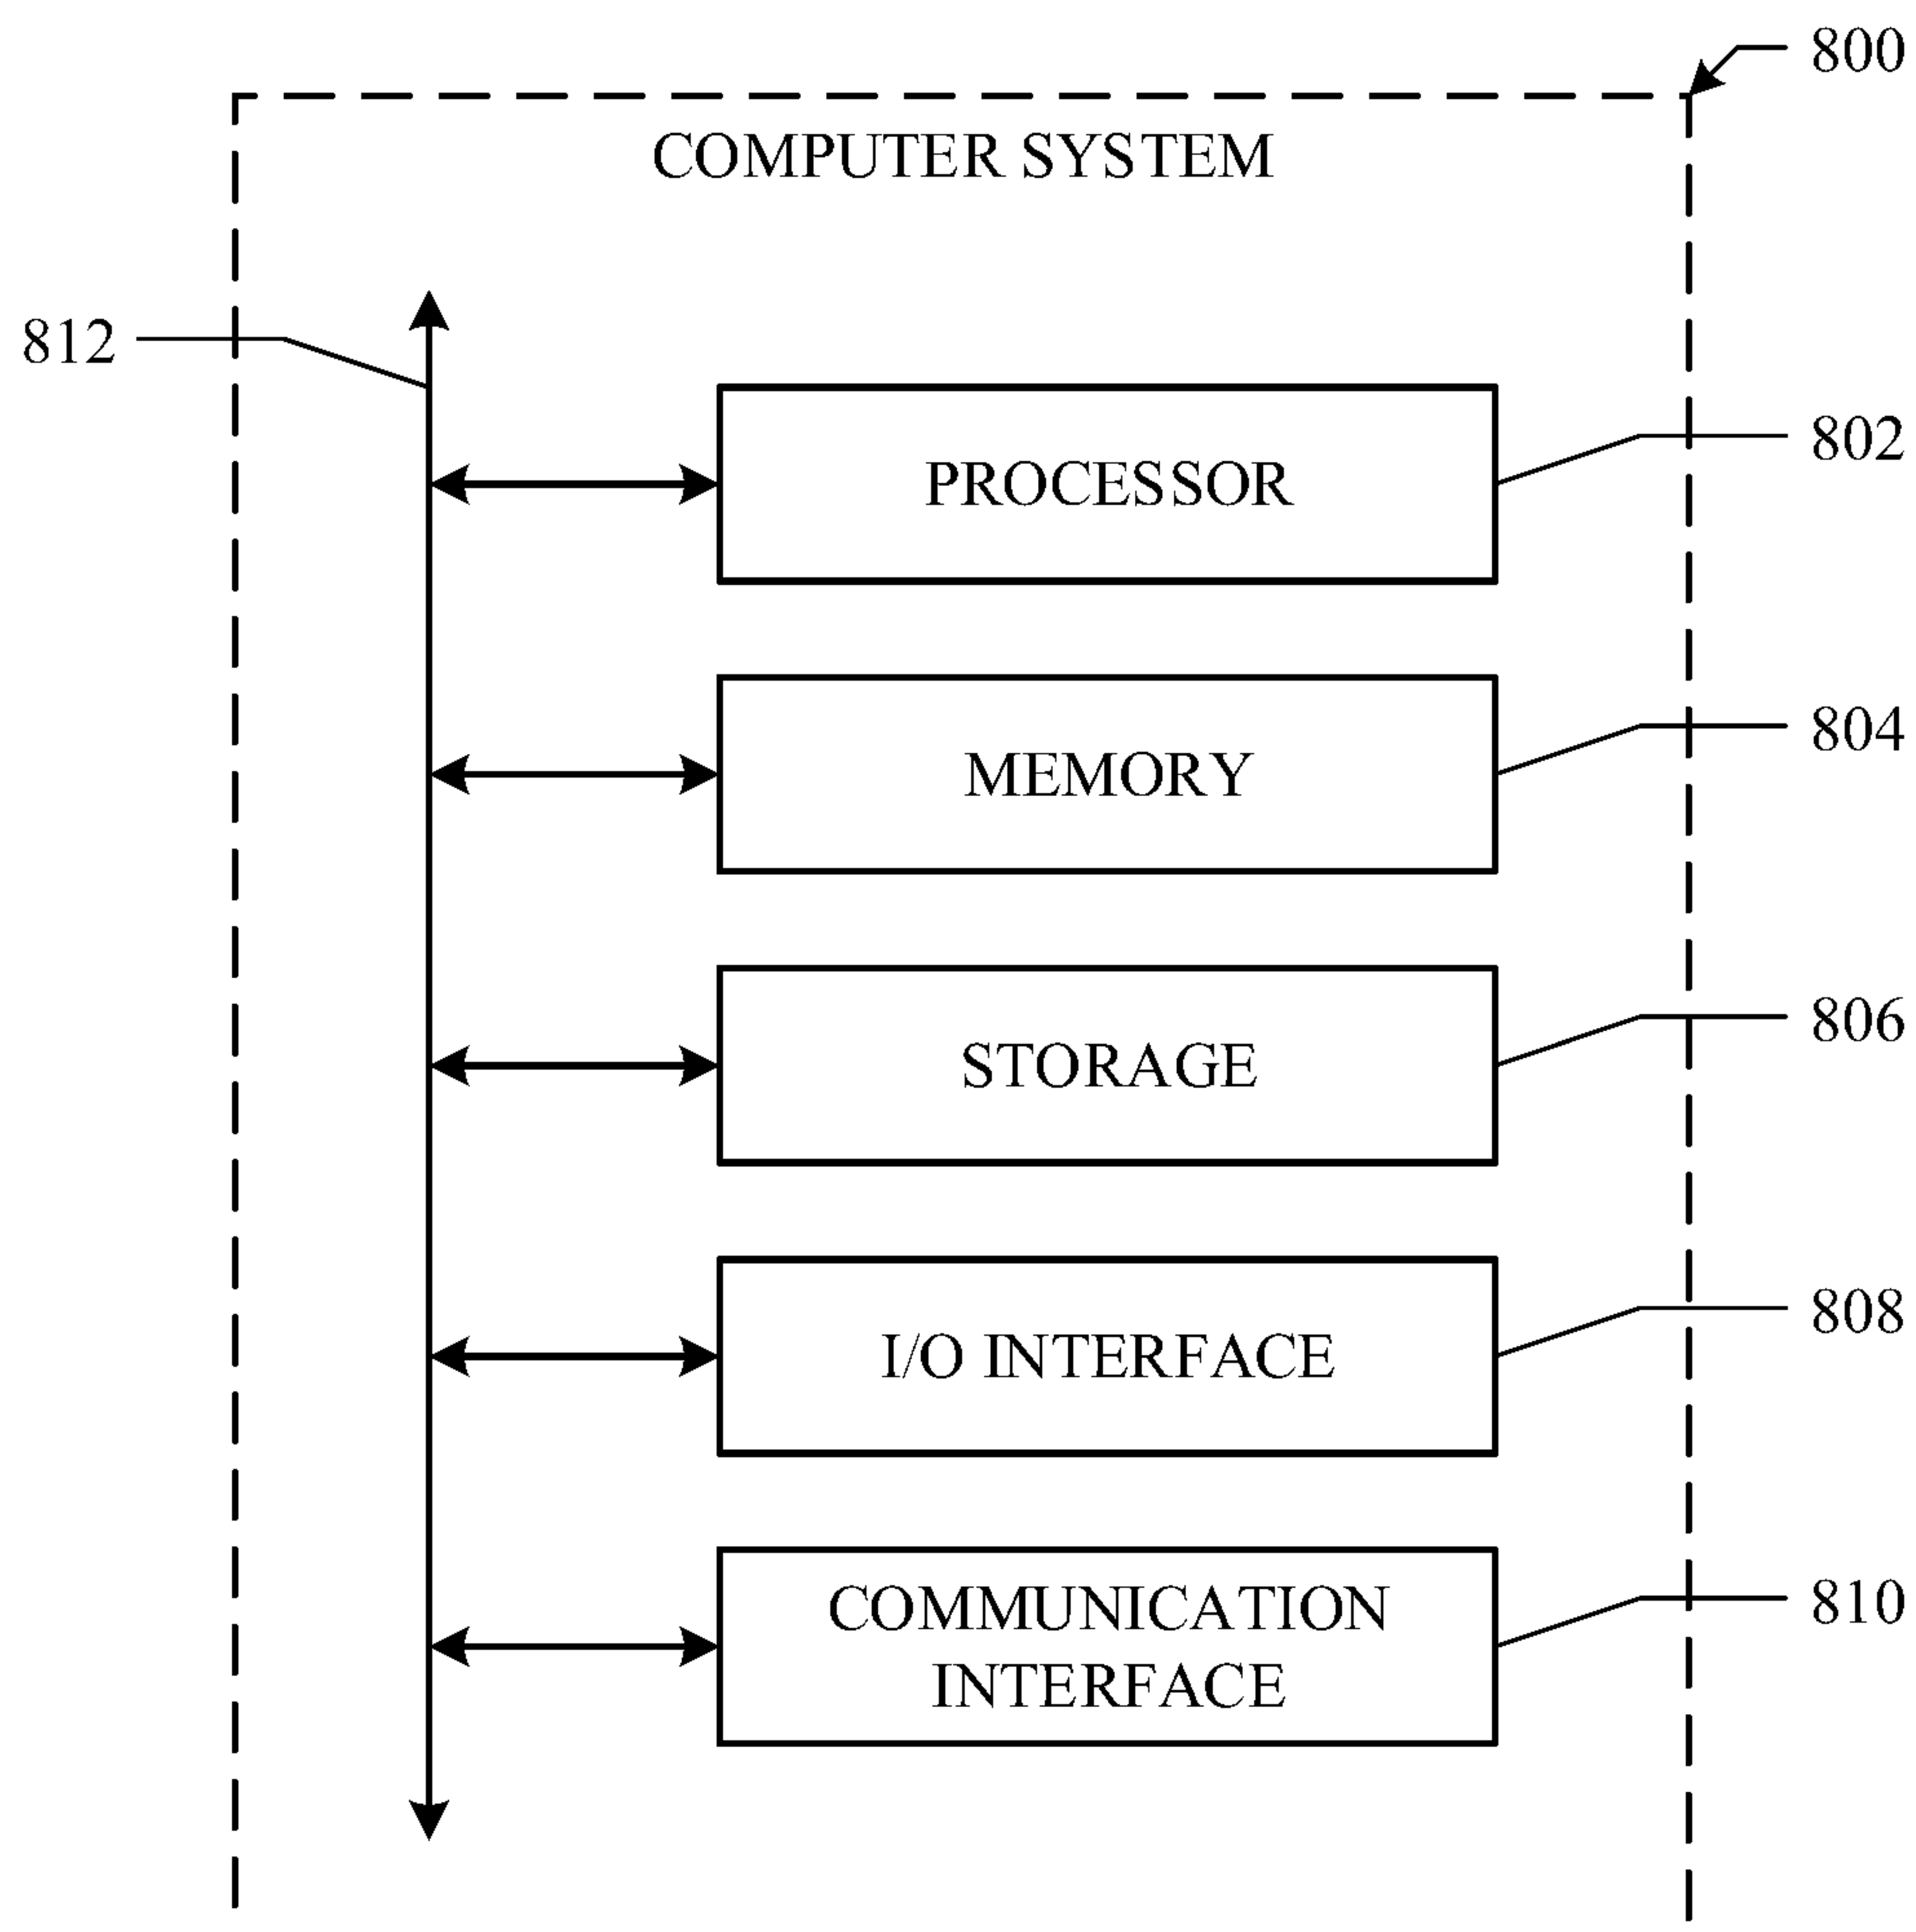 800
COMPUTER SYSTEM
812
PROCESSOR
802
MEMORY
804
STORAGE
806
I/O INTERFACE
808
COMMUNICATION
INTERFACE
810